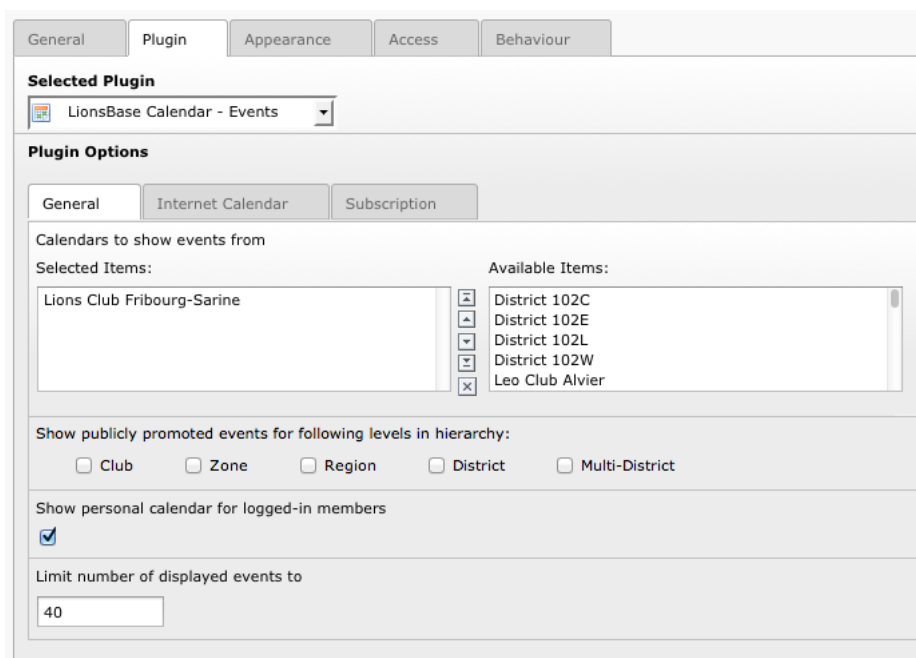 General Plugin Appearance Access Behaviour
Selected Plugin
LionsBase Calendar - Events
Plugin Options
General Internet Calendar Subscription
Calendars to show events from
Selected Items: Available Items:
Lions Club Fribourg-Sarine District 102C
District 102E
District 102L
District 102W
Leo Club Alvier
Show publicly promoted events for following levels in hierarchy:
Club Zone Region District Multi-District
Show personal calendar for logged-in members
Limit number of displayed events to
40